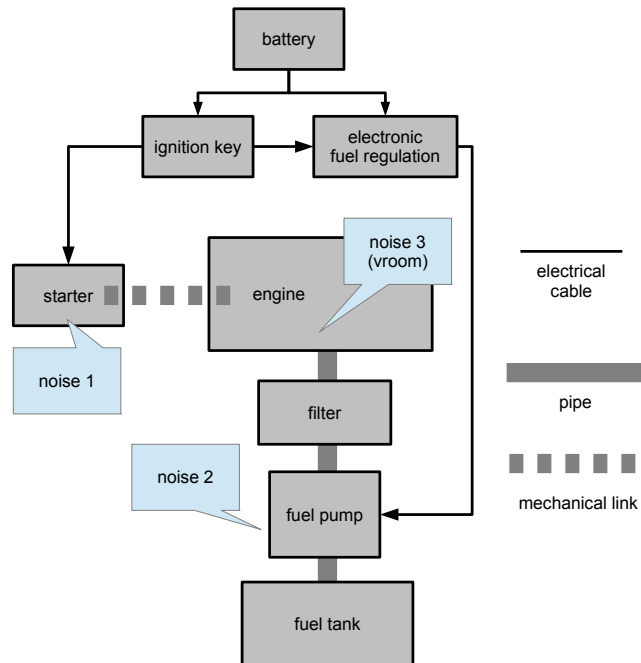 battery
ignition key
electronic
fuel regulation
noise 3
(vroom)
starter
engine
electrical
cable
noise 1
filter
pipe
noise 2
fuel pump
mechanical link
fuel tank